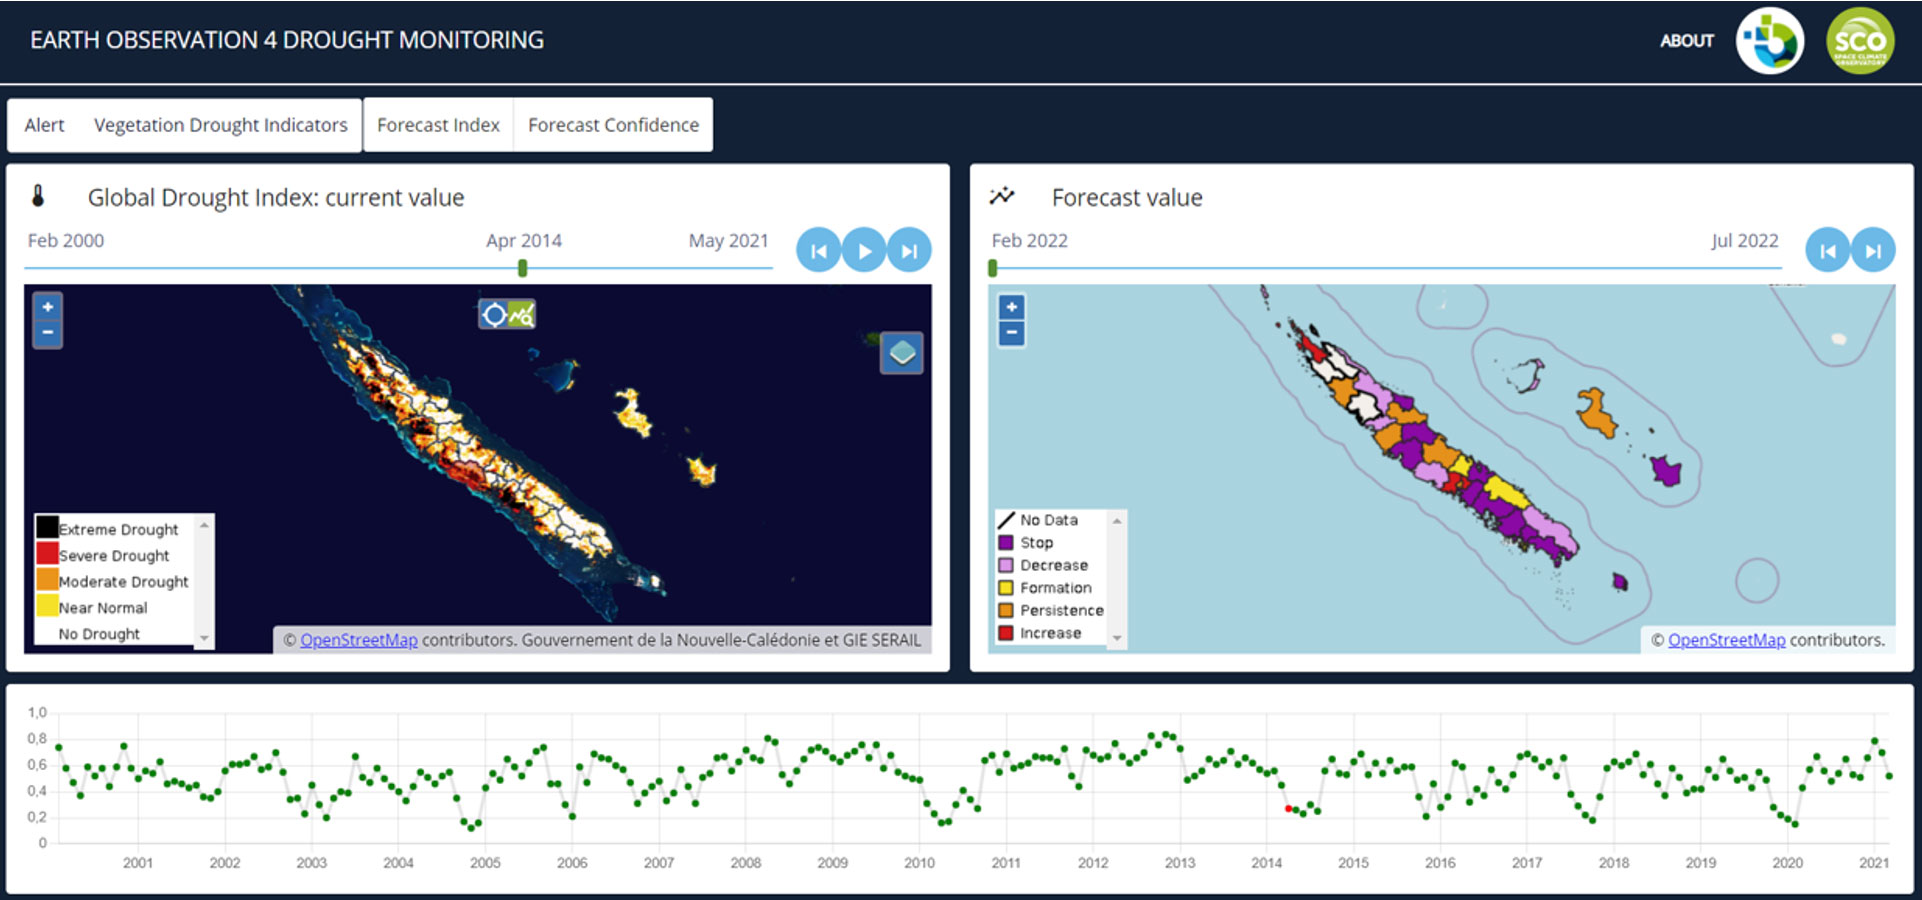 EARTH OBSERVATION 4 DROUGHT MONITORING
ABOUT
SCO
SPACE CLIMATE
OBSERVATORY
Alert Vegetation Drought Indicators Forecast Index Forecast Confidence
Global Drought Index: current value
Feb 2000 Apr 2014 May 2021
+
−
Extreme Drought
Severe Drought
Moderate Drought
Near Normal
No Drought
© OpenStreetMap contributors. Gouvernement de la Nouvelle-Calédonie et GIE SERAIL
Forecast value
Feb 2022 Jul 2022
+
−
No Data
Stop
Decrease
Formation
Persistence
Increase
© OpenStreetMap contributors.
1,0
0,8
0,6
0,4
0,2
0
2001 2002 2003 2004 2005 2006 2007 2008 2009 2010 2011 2012 2013 2014 2015 2016 2017 2018 2019 2020 2021